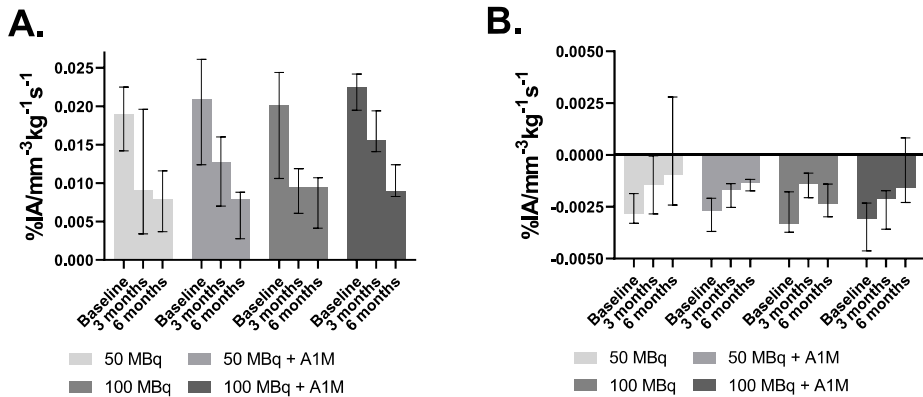 A.
%IA/mm⁻³kg⁻¹s⁻¹
0.025
0.020
0.015
0.010
0.005
0.000
Baseline
3 months
6 months
Baseline
3 months
6 months
Baseline
3 months
6 months
Baseline
3 months
6 months
50 MBq
50 MBq + A1M
100 MBq
100 MBq + A1M
B.
%IA/mm⁻³kg⁻¹s⁻¹
0.0050
0.0025
0.0000
-0.0025
-0.0050
Baseline
3 months
6 months
Baseline
3 months
6 months
Baseline
3 months
6 months
Baseline
3 months
6 months
50 MBq
50 MBq + A1M
100 MBq
100 MBq + A1M